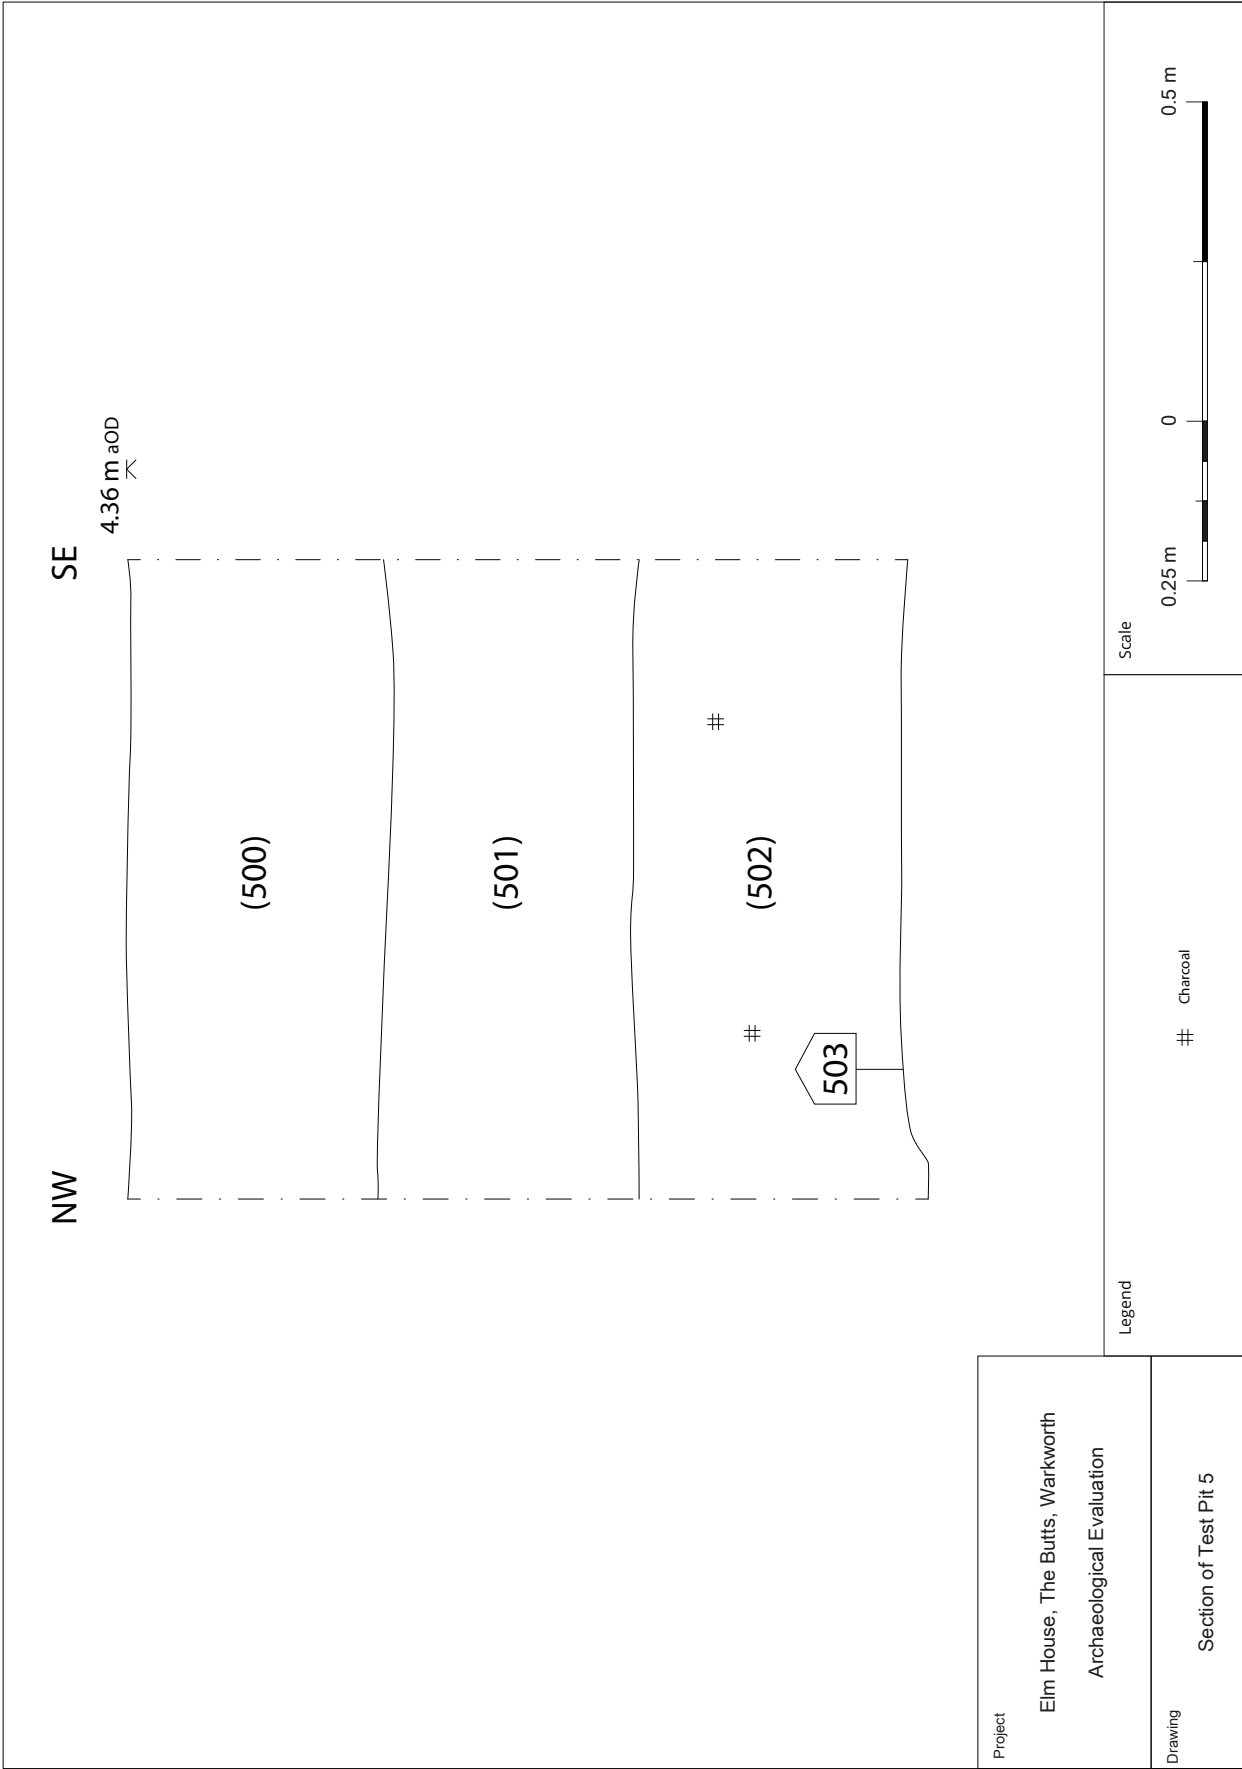 NW
SE
4.36 m aOD
(500)
(501)
(502)
503
Project
Elm House, The Butts, Warkworth
Archaeological Evaluation
Drawing
Section of Test Pit 5
Legend
Charcoal
Scale
0.25 m
0
0.5 m